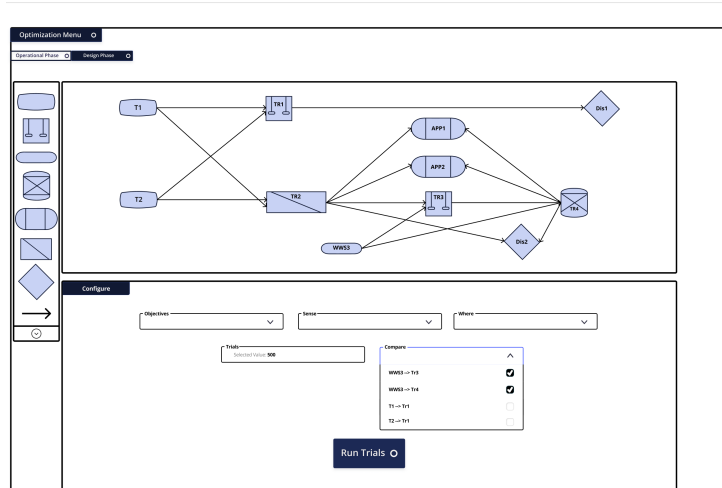 Optimization Menu
Operational Phase
Design Phase
T1
TR1
Dis1
APP1
APP2
T2
TR2
TR3
TR4
Dis2
WWS3
Configure
Objectives
Sense
Where
Trials
Selected Value: 500
Compare
WWS3 --> Tr3
WWS3 --> Tr4
T1 --> Tr1
T2 --> Tr1
Run Trials